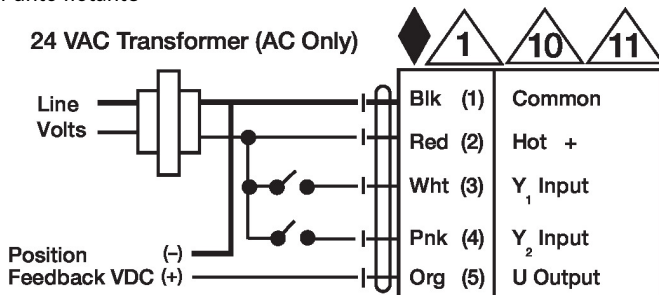 24 VAC Transformer (AC Only)
1 10 11
Line
Volts
Blk (1) Common
Red (2) Hot +
Wht (3) Y1 Input
Pnk (4) Y2 Input
Position (–)
Feedback VDC (+)
Org (5) U Output